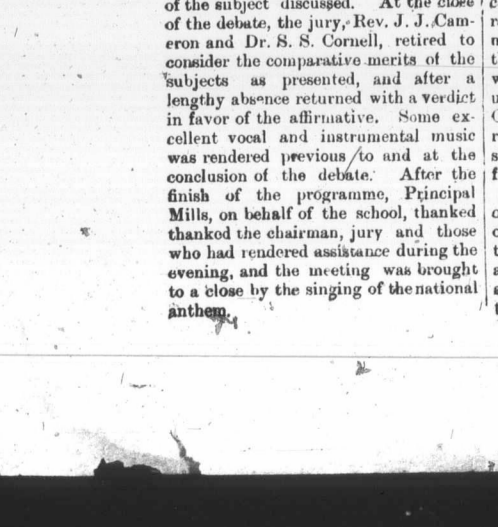 of the subject discussed. At the close
of the debate, the jury, Rev. J. J. Cam-
eron and Dr. S. S. Cornell, retired to
consider the comparative merits of the
subjects as presented, and after a
lengthy absence returned with a verdict
in favor of the affirmative. Some ex-
cellent vocal and instrumental music
was rendered previous to and at the
conclusion of the debate. After the
finish of the programme, Principal
Mills, on behalf of the school, thanked
thanked the chairman, jury and those
who had rendered assistance during the
evening, and the meeting was brought
to a close by the singing of the national
anthem.